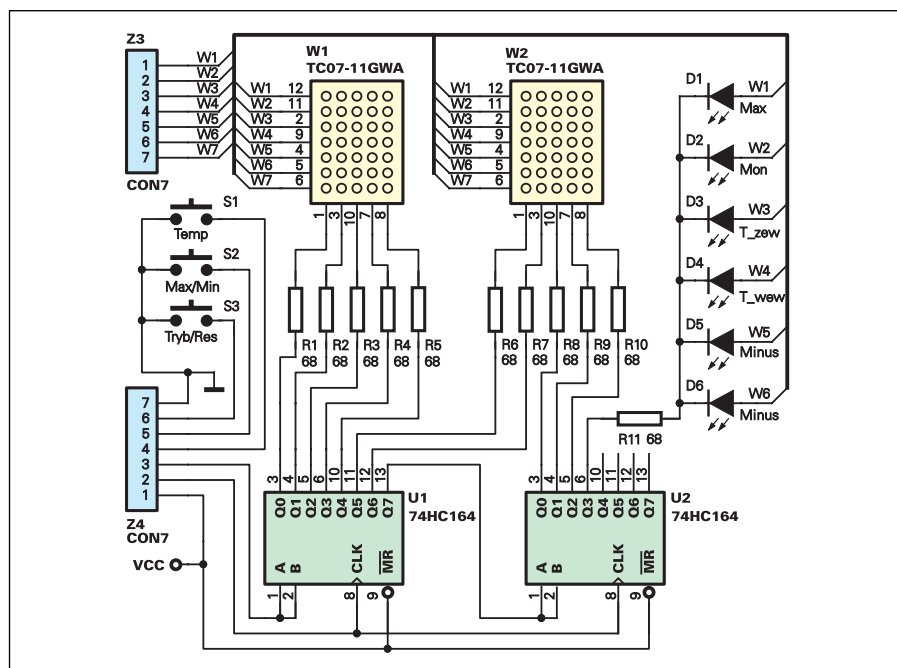 Z3
1
2
3
4
5
6
7
CON7
W1
W2
W3
W4
W5
W6
W7
W1
TC07-11GWA
W1 12
W2 11
W3 2
W4 9
W5 4
W6 5
W7 6
1 3 10 7 8
W2
TC07-11GWA
W1 12
W2 11
W3 2
W4 9
W5 4
W6 5
W7 6
1 3 10 7 8
D1 W1
Max
D2 W2
Mon
D3 W3
T_zew
D4 W4
T_wew
D5 W5
Minus
D6 W6
Minus
S1
Temp
S2
Max/Min
S3
Tryb/Res
R1 R2 R3 R4 R5
68 68 68 68 68
R6 R7 R8 R9 R10
68 68 68 68 68
R11 68
7
6
5
4
3
2
1
Z4
CON7
VCC
3 4 5 6 10 11 12 13
Q0 Q1 Q2 Q3 Q4 Q5 Q6 Q7
U1
74HC164
A B CLK MR
1 2 8 9
3 4 5 6 10 11 12 13
Q0 Q1 Q2 Q3 Q4 Q5 Q6 Q7
U2
74HC164
A B CLK MR
1 2 8 9